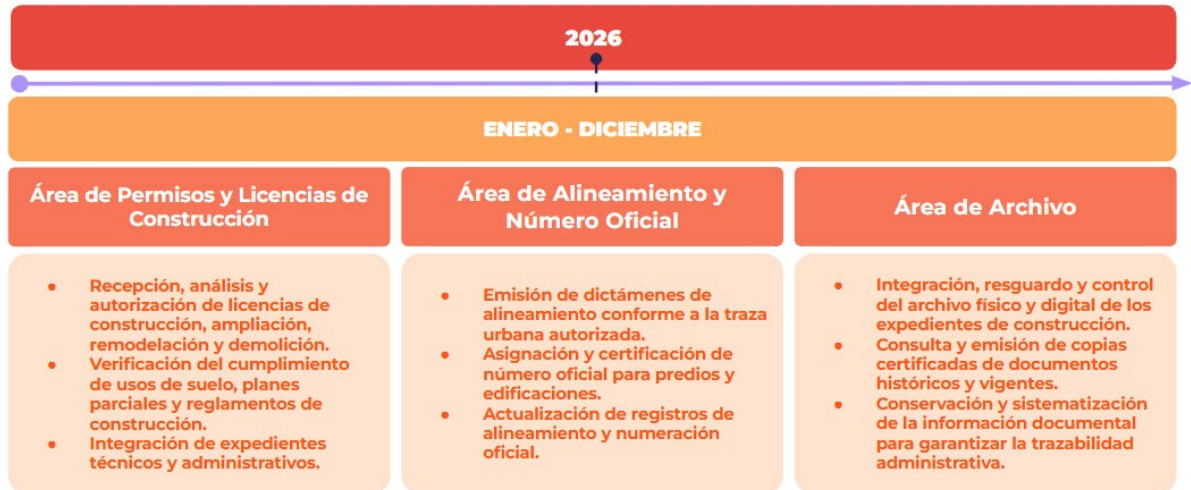 2026
ENERO - DICIEMBRE
Área de Permisos y Licencias de
Construcción
• Recepción, análisis y
autorización de licencias de
construcción, ampliación,
remodelación y demolición.
• Verificación del cumplimiento
de usos de suelo, planes
parciales y reglamentos de
construcción.
• Integración de expedientes
técnicos y administrativos.
Área de Alineamiento y
Número Oficial
• Emisión de dictámenes de
alineamiento conforme a la traza
urbana autorizada.
• Asignación y certificación de
número oficial para predios y
edificaciones.
• Actualización de registros de
alineamiento y numeración
oficial.
Área de Archivo
• Integración, resguardo y control
del archivo físico y digital de los
expedientes de construcción.
• Consulta y emisión de copias
certificadas de documentos
históricos y vigentes.
• Conservación y sistematización
de la información documental
para garantizar la trazabilidad
administrativa.